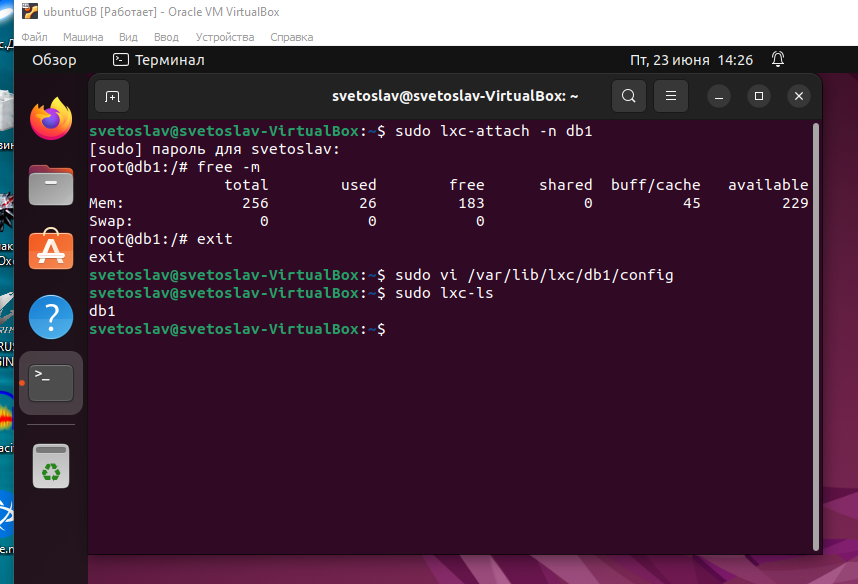 ubuntuGB [Работает] - Oracle VM VirtualBox
Файл Машина Вид Ввод Устройства Справка
Обзор Терминал Пт, 23 июня 14:26
svetoslav@svetoslav-VirtualBox: ~
svetoslav@svetoslav-VirtualBox:~$ sudo lxc-attach -n db1
[sudo] пароль для svetoslav:
root@db1:/# free -m
total used free shared buff/cache available
Mem: 256 26 183 0 45 229
Swap: 0 0 0
root@db1:/# exit
exit
svetoslav@svetoslav-VirtualBox:~$ sudo vi /var/lib/lxc/db1/config
svetoslav@svetoslav-VirtualBox:~$ sudo lxc-ls
db1
svetoslav@svetoslav-VirtualBox:~$